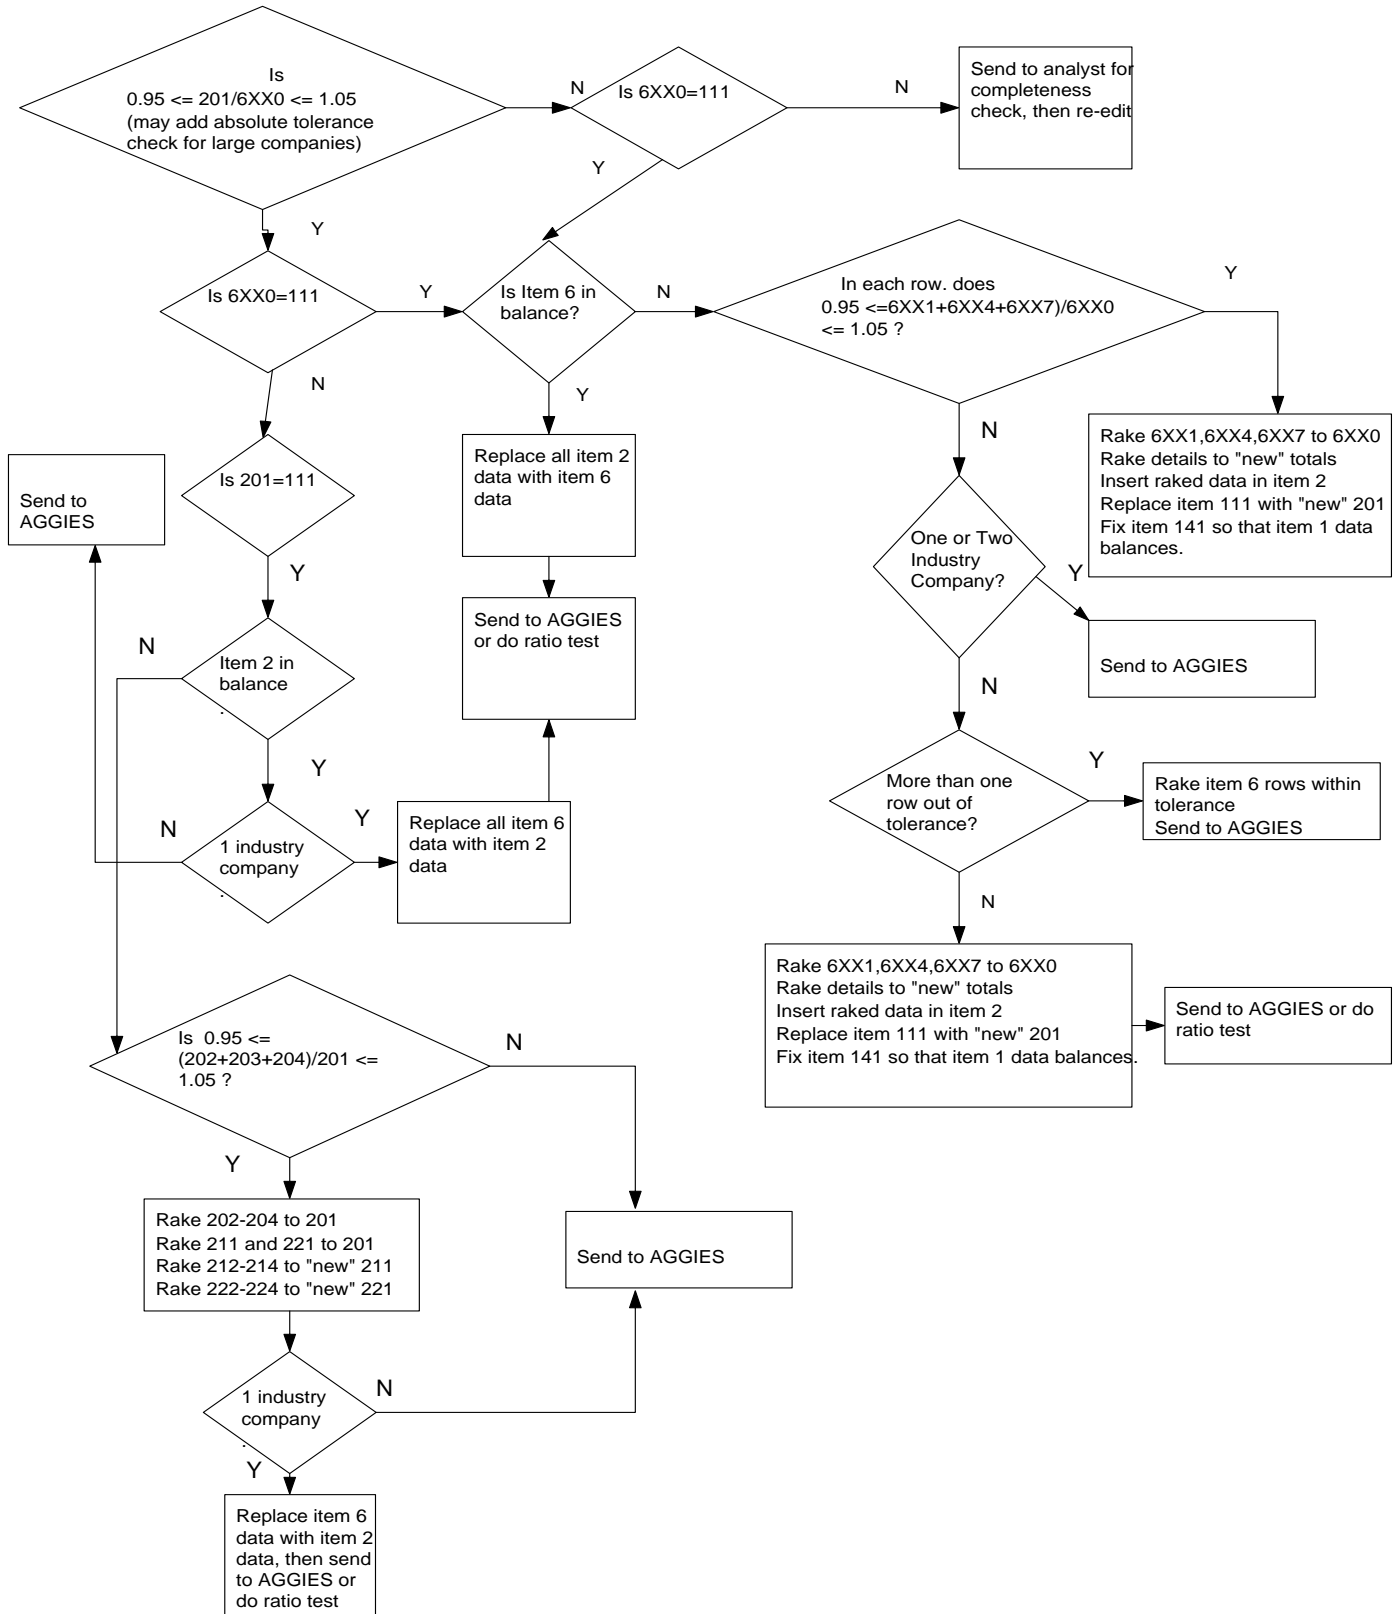 Is
0.95 <= 201/6XX0 <= 1.05
(may add absolute tolerance
check for large companies)
N
Is 6XX0=111
N
Send to analyst for
completeness
check, then re-edit
Y
Y
Is 6XX0=111
Y
Is Item 6 in
balance?
N
In each row. does
0.95 <=6XX1+6XX4+6XX7)/6XX0
<= 1.05 ?
Y
N
Y
N
Rake 6XX1,6XX4,6XX7 to 6XX0
Rake details to "new" totals
Insert raked data in item 2
Replace item 111 with "new" 201
Fix item 141 so that item 1 data
balances.
Send to
AGGIES
Is 201=111
Replace all item 2
data with item 6
data
One or Two
Industry
Company?
Y
Y
Send to AGGIES
or do ratio test
Send to AGGIES
N
Item 2 in
balance
.
N
Y
More than one
row out of
tolerance?
Y
Rake item 6 rows within
tolerance
Send to AGGIES
N
1 industry
company
.
Y
Replace all item 6
data with item 2
data
N
Rake 6XX1,6XX4,6XX7 to 6XX0
Rake details to "new" totals
Insert raked data in item 2
Replace item 111 with "new" 201
Fix item 141 so that item 1 data balances.
Send to AGGIES or do
ratio test
Is 0.95 <=
(202+203+204)/201 <=
1.05 ?
N
Y
Rake 202-204 to 201
Rake 211 and 221 to 201
Rake 212-214 to "new" 211
Rake 222-224 to "new" 221
Send to AGGIES
1 industry
company
.
N
Y
Replace item 6
data with item 2
data, then send
to AGGIES or
do ratio test